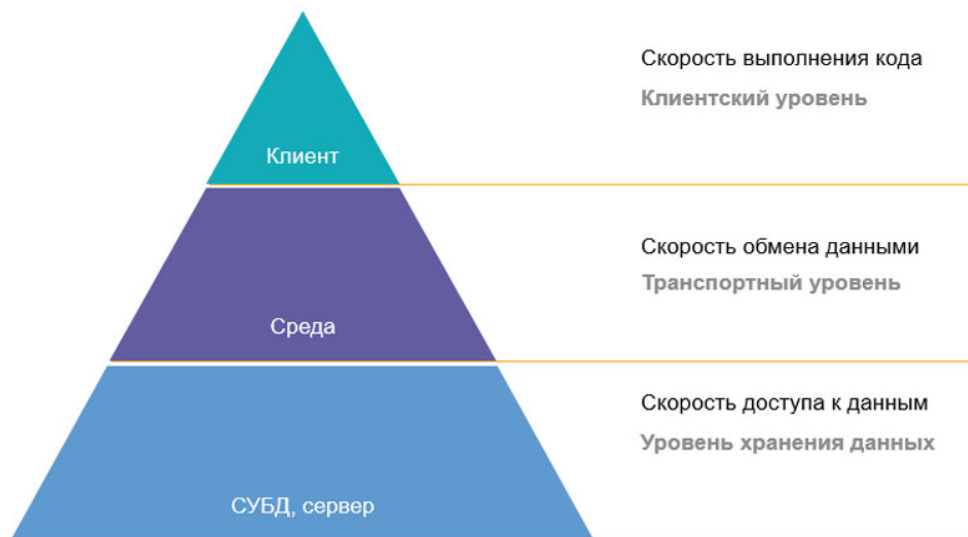 Скорость выполнения кода
Клиентский уровень
Клиент
Скорость обмена данными
Транспортный уровень
Среда
Скорость доступа к данным
Уровень хранения данных
СУБД, сервер